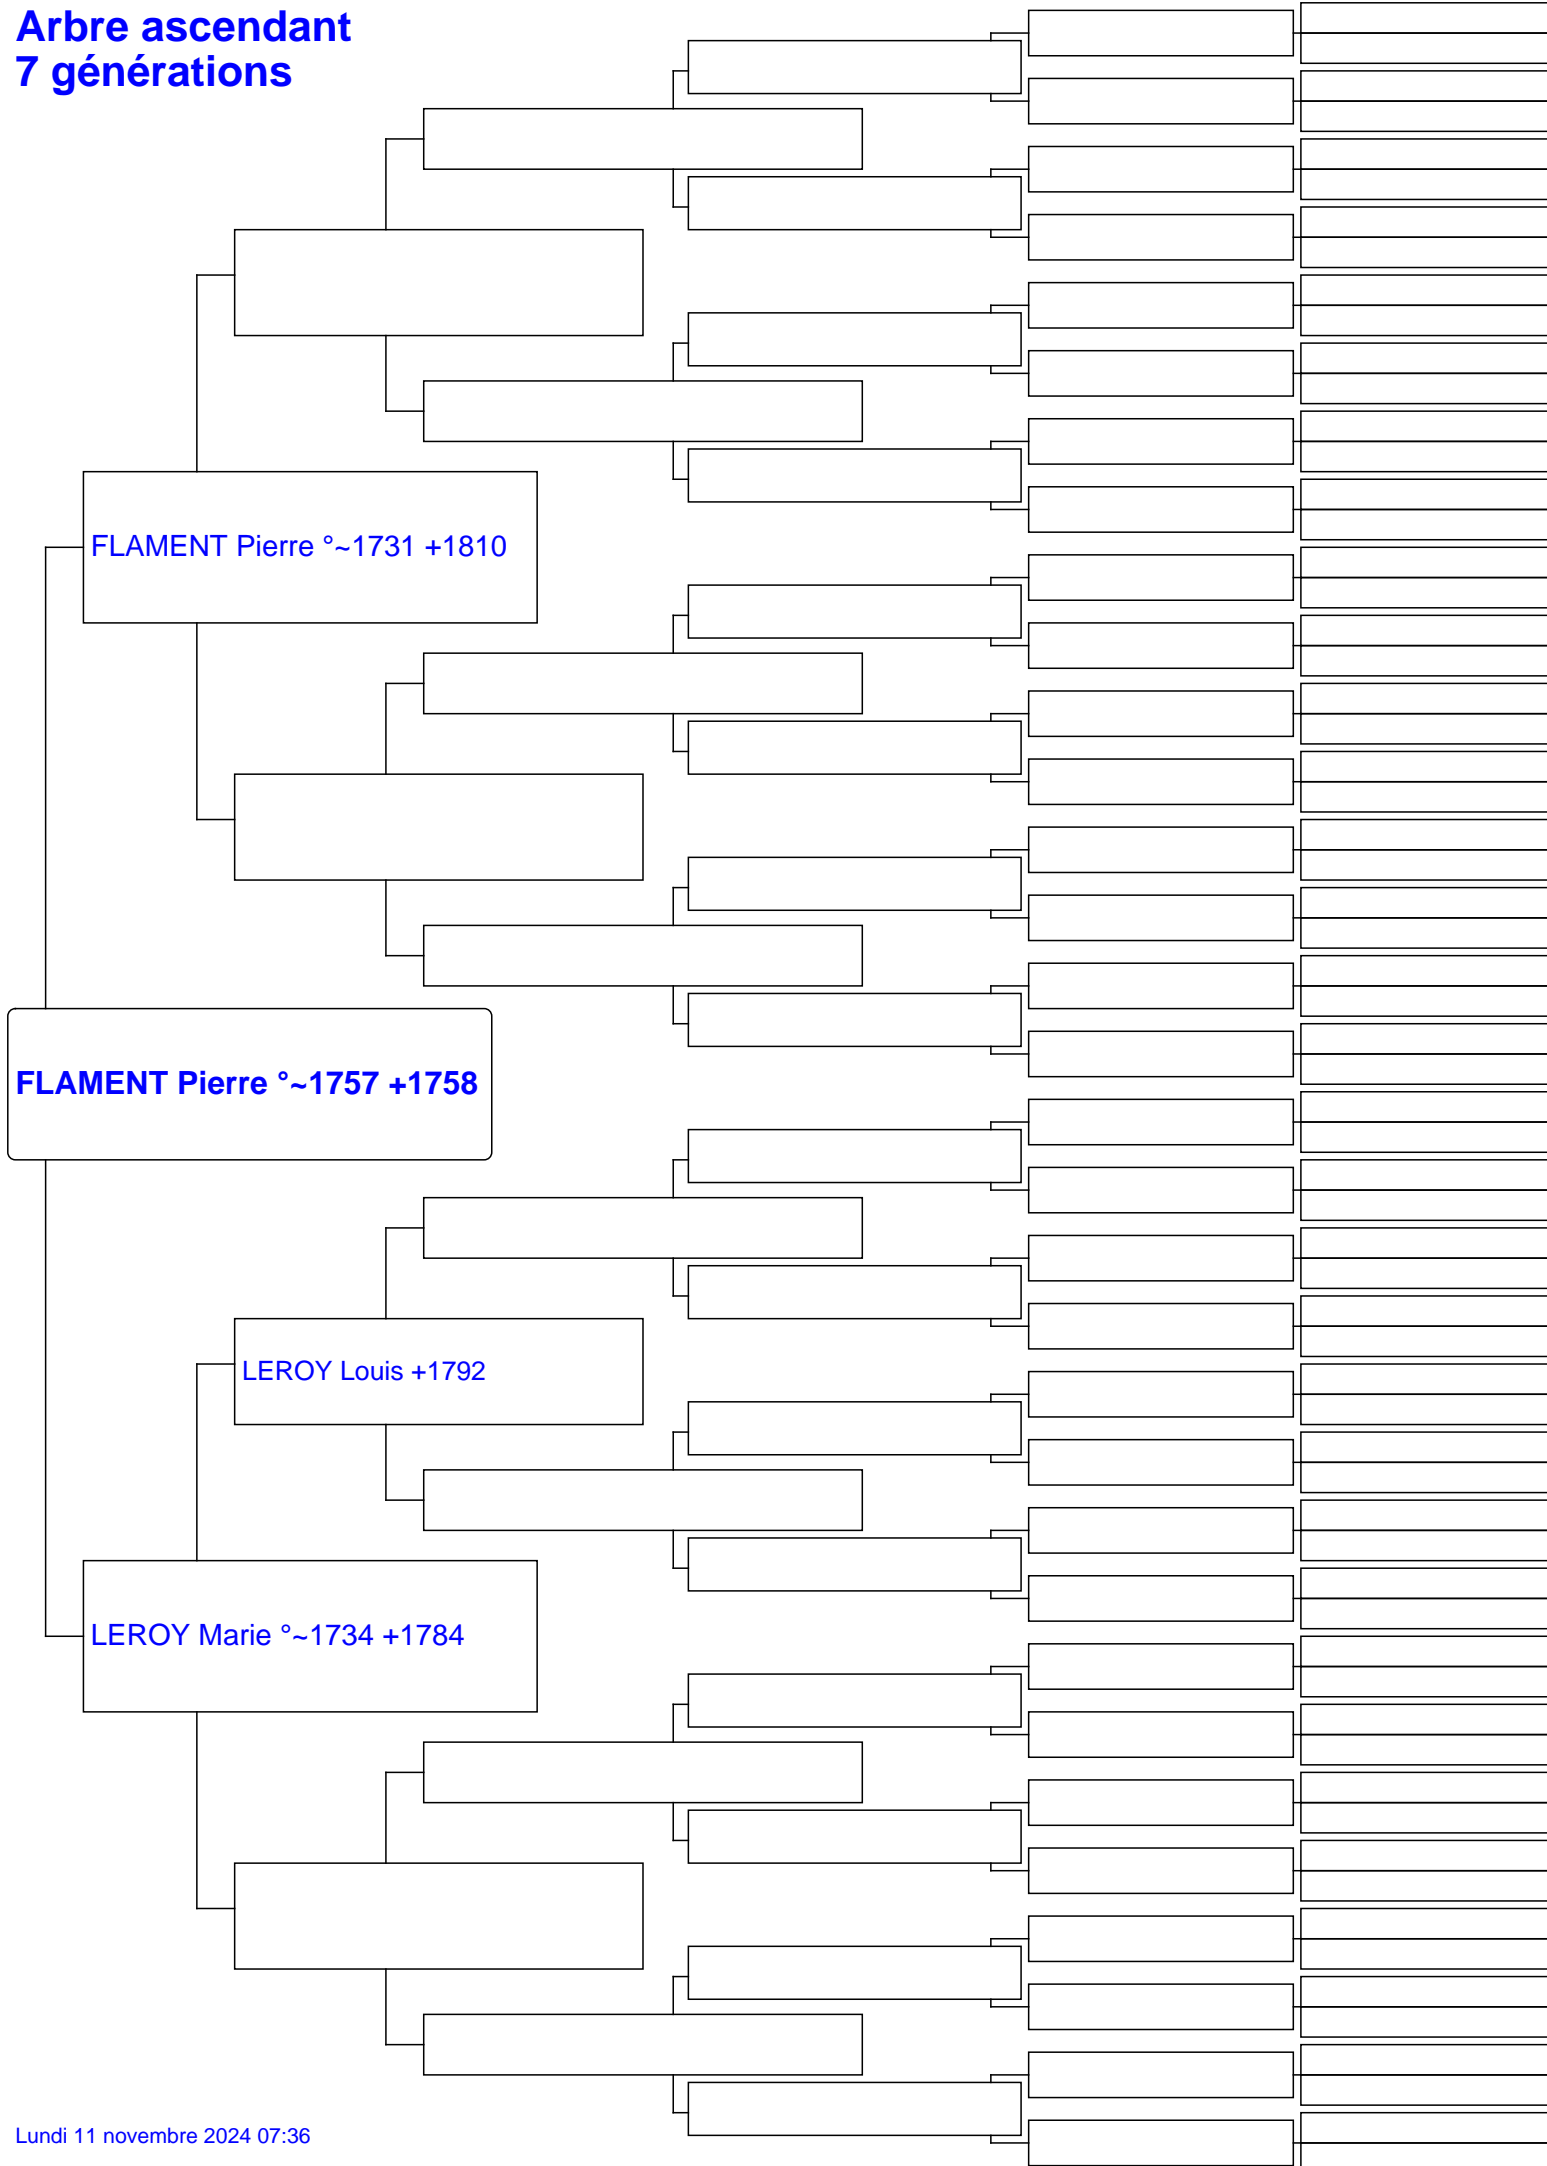 Arbre ascendant
7 générations
FLAMENT Pierre °~1731 +1810
FLAMENT Pierre °~1757 +1758
LEROY Louis +1792
LEROY Marie °~1734 +1784
Lundi 11 novembre 2024 07:36